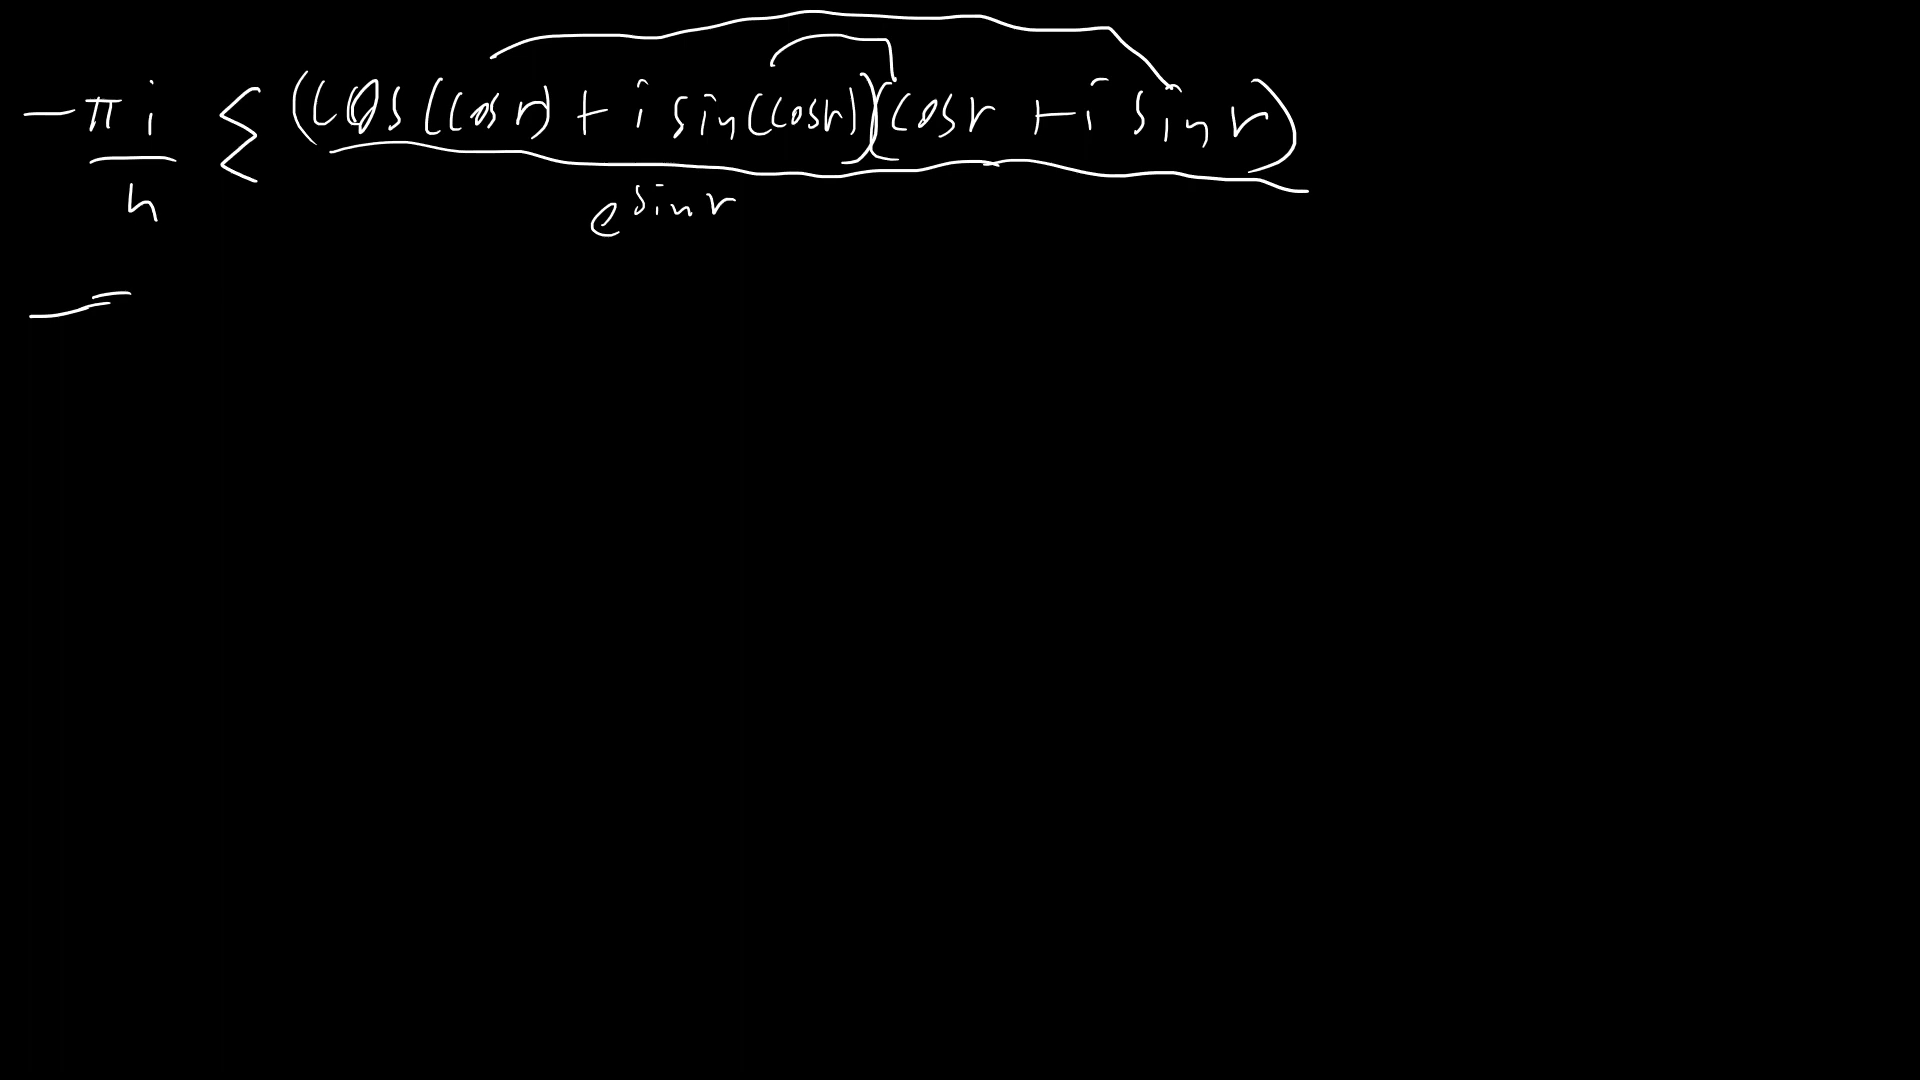 -πi/n Σ (cos(cos r) + i sin(cos r))(cos r + i sin r)/e^sin r
=